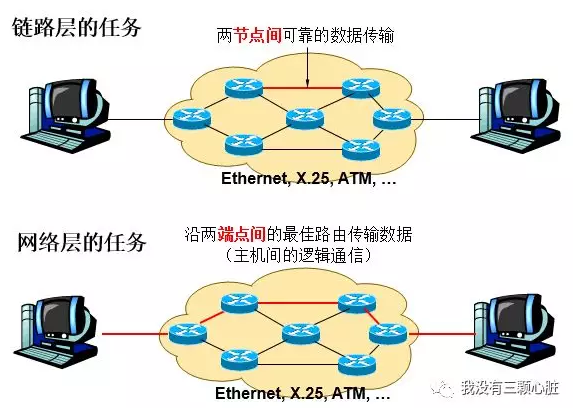 链路层的任务
两节点间可靠的数据传输
Ethernet, X.25, ATM, ...
网络层的任务
沿两端点间的最佳路由传输数据
（主机间的逻辑通信）
Ethernet, X.25, ATM, ...
我没有三颗心脏